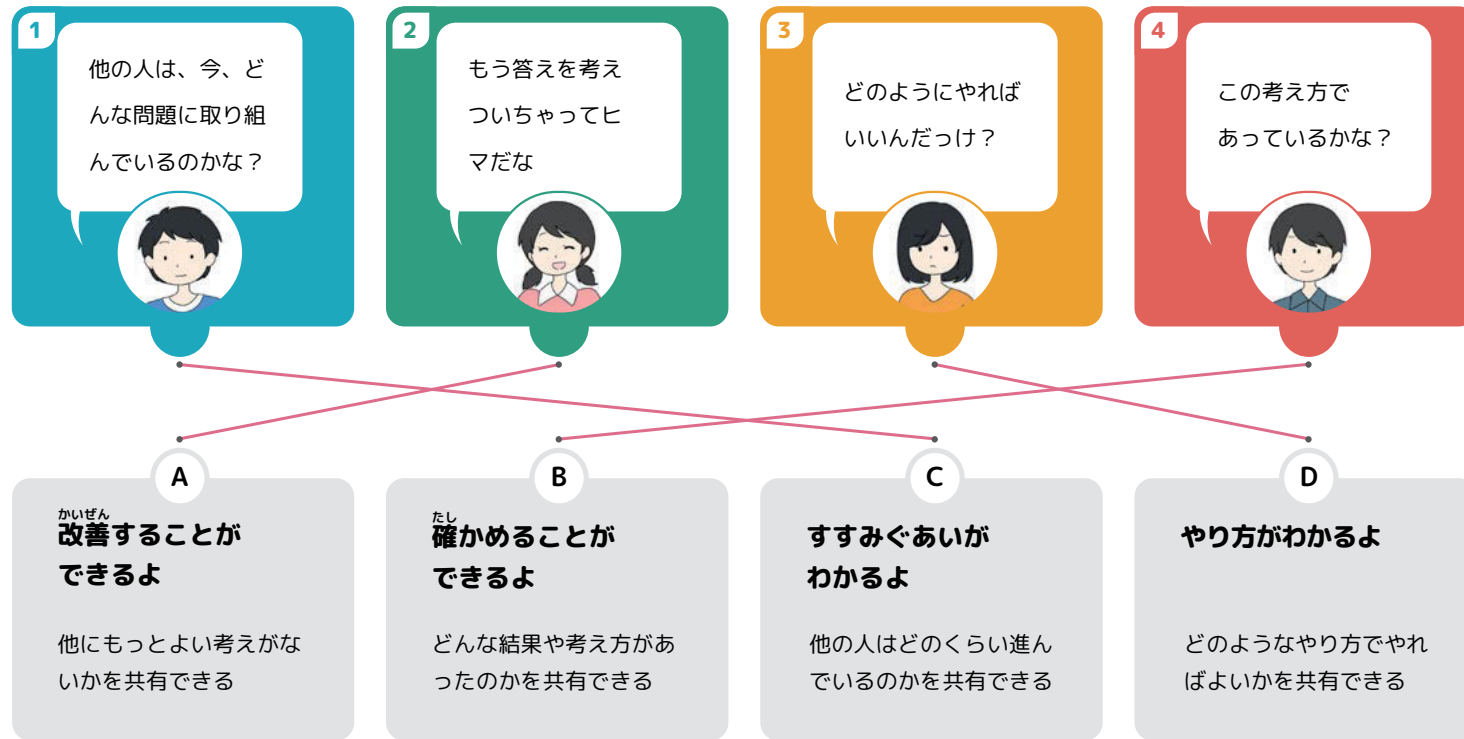 1
他の人は、今、ど
んな問題に取り組
んでいるのかな？
2
もう答えを考え
ついちゃってヒ
マだな
3
どのようにやれば
いいんだっけ？
4
この考え方で
あっているかな？
A
かいぜん
改善することが
できるよ
他にもっとよい考えがな
いかを共有できる
B
たし
確かめることが
できるよ
どんな結果や考え方があ
ったのかを共有できる
C
すすみぐあいが
わかるよ
他の人はどのくらい進ん
でいるのかを共有できる
D
やり方がわかるよ
どのようなやり方でやれ
ばよいかを共有できる